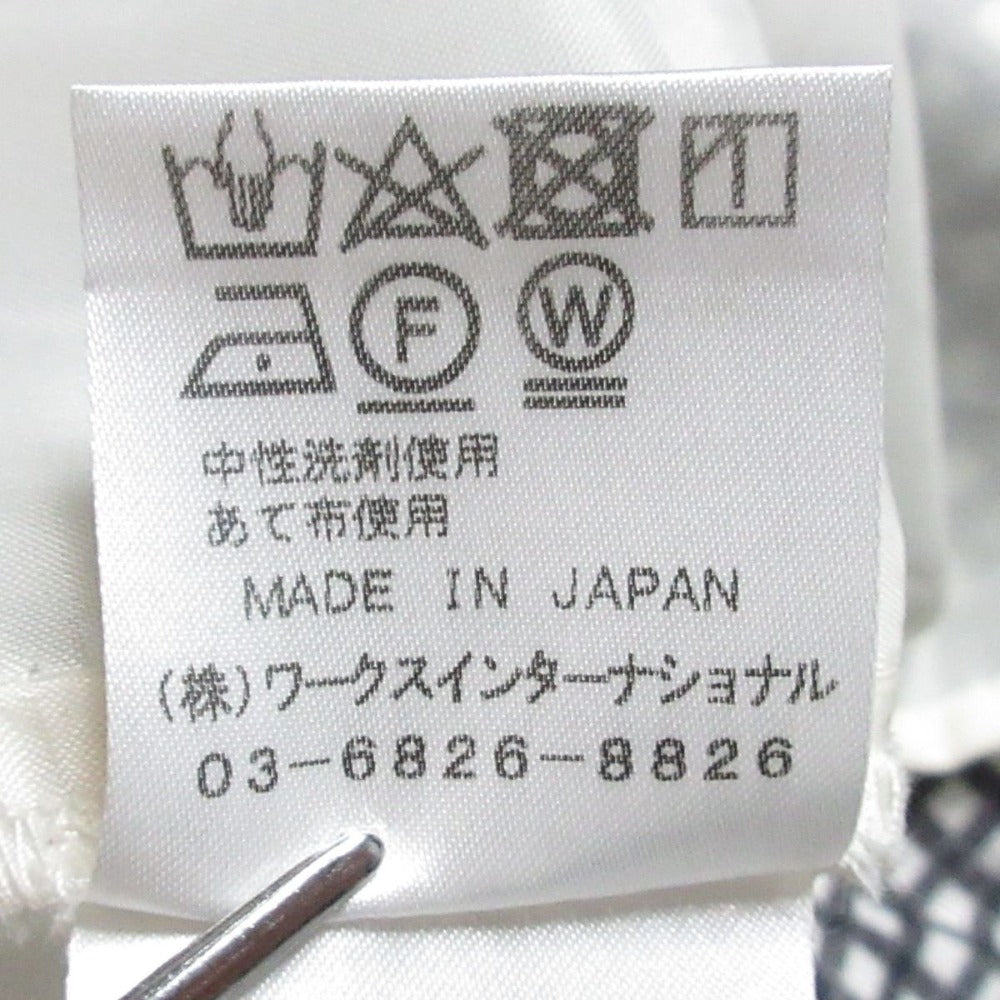 F W
中性洗剤使用
あて布使用
MADE IN JAPAN
(株)ワークスインターナショナル
03-6826-8826